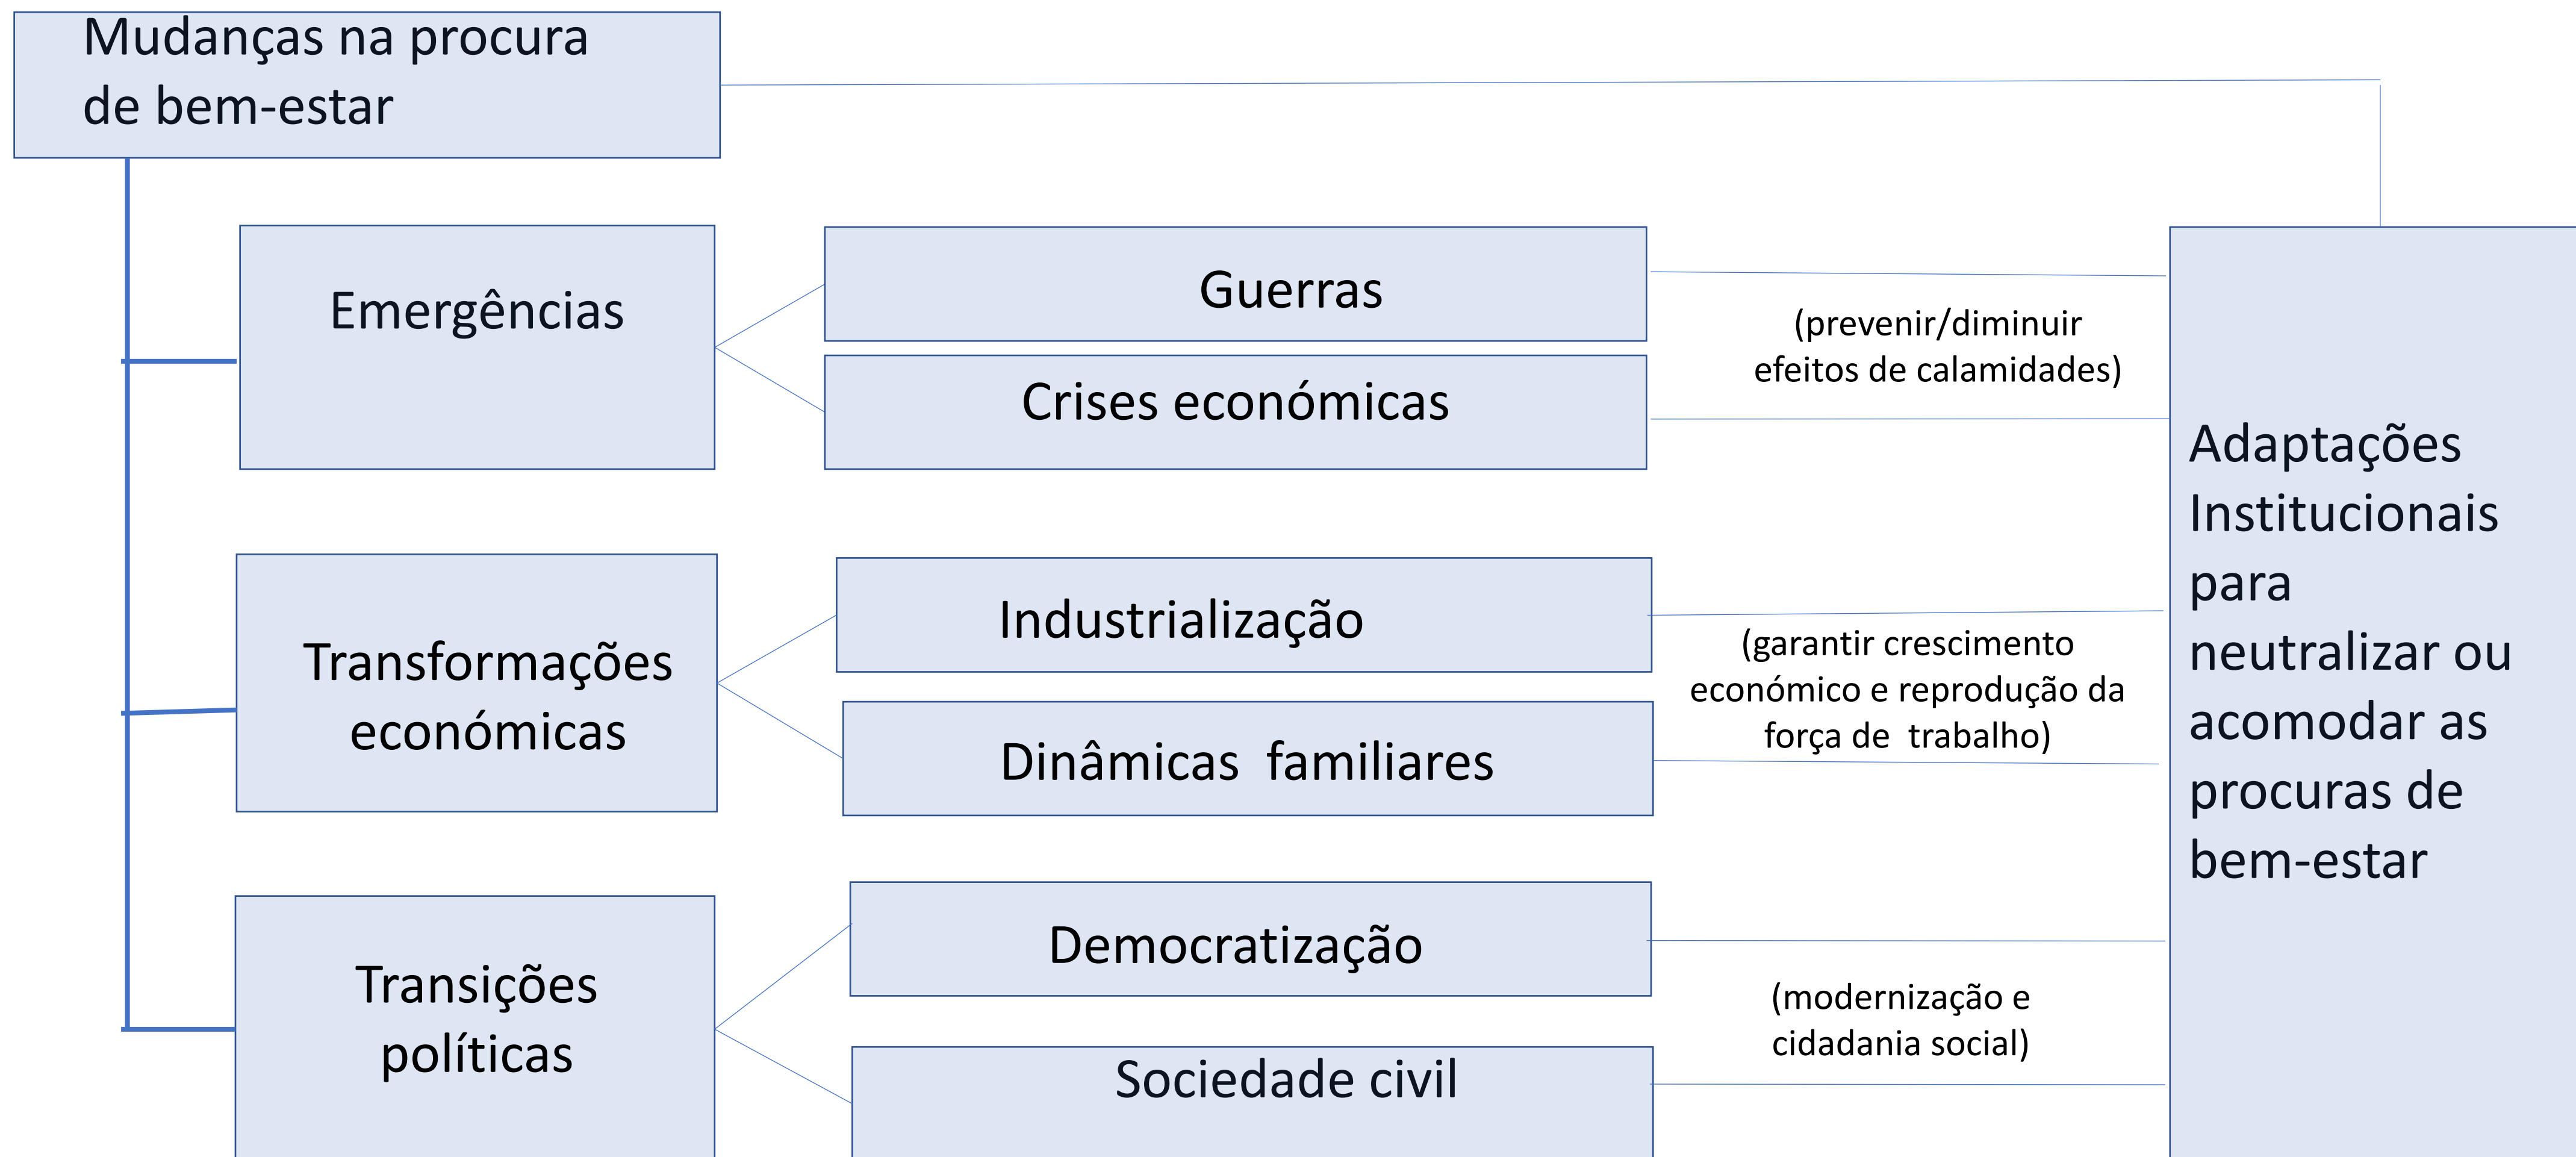 Mudanças na procura
de bem-estar
Emergências
Guerras
Crises económicas
(prevenir/diminuir
efeitos de calamidades)
Transformações
económicas
Industrialização
Dinâmicas  familiares
(garantir crescimento
económico e reprodução da
força de  trabalho)
Transições
políticas
Democratização
Sociedade civil
(modernização e
cidadania social)
Adaptações
Institucionais
para
neutralizar ou
acomodar as
procuras de
bem-estar